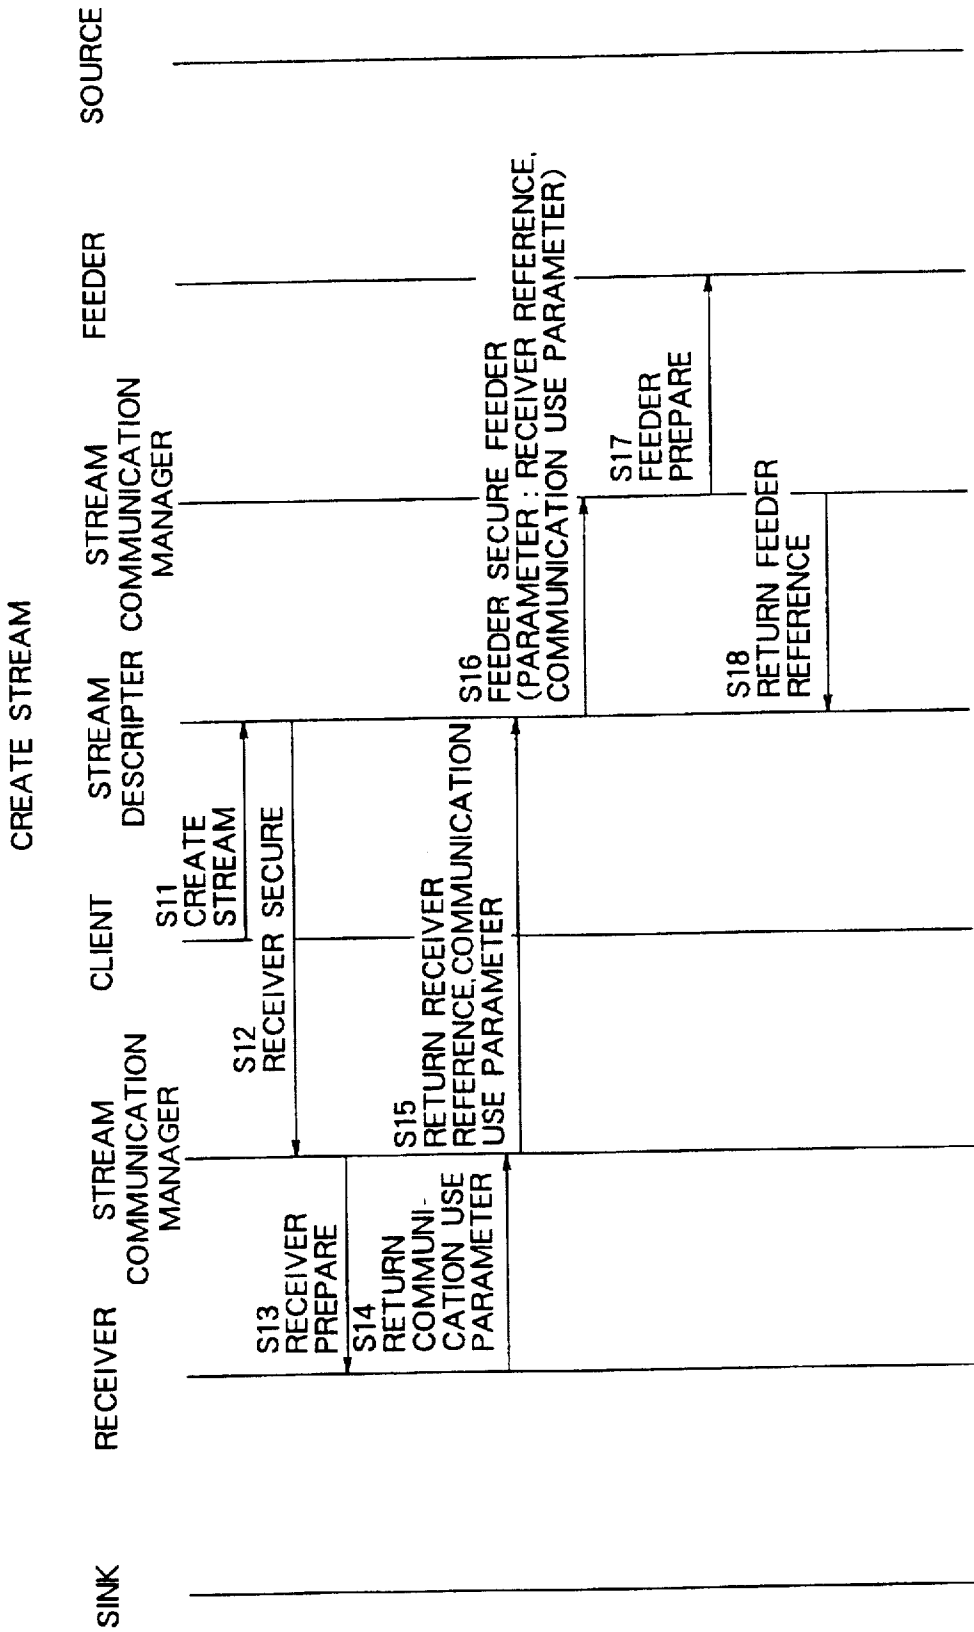 CREATE STREAM
SINK
RECEIVER
STREAM
COMMUNICATION
MANAGER
CLIENT
STREAM
DESCRIPTER
STREAM
COMMUNICATION
MANAGER
FEEDER
SOURCE
S11
CREATE
STREAM
S12
RECEIVER SECURE
S13
RECEIVER
PREPARE
S14
RETURN
COMMUNI-
CATION USE
PARAMETER
S15
RETURN RECEIVER
REFERENCE,COMMUNICATION
USE PARAMETER
S16
FEEDER SECURE FEEDER
(PARAMETER : RECEIVER REFERENCE,
COMMUNICATION USE PARAMETER)
S17
FEEDER
PREPARE
S18
RETURN FEEDER
REFERENCE